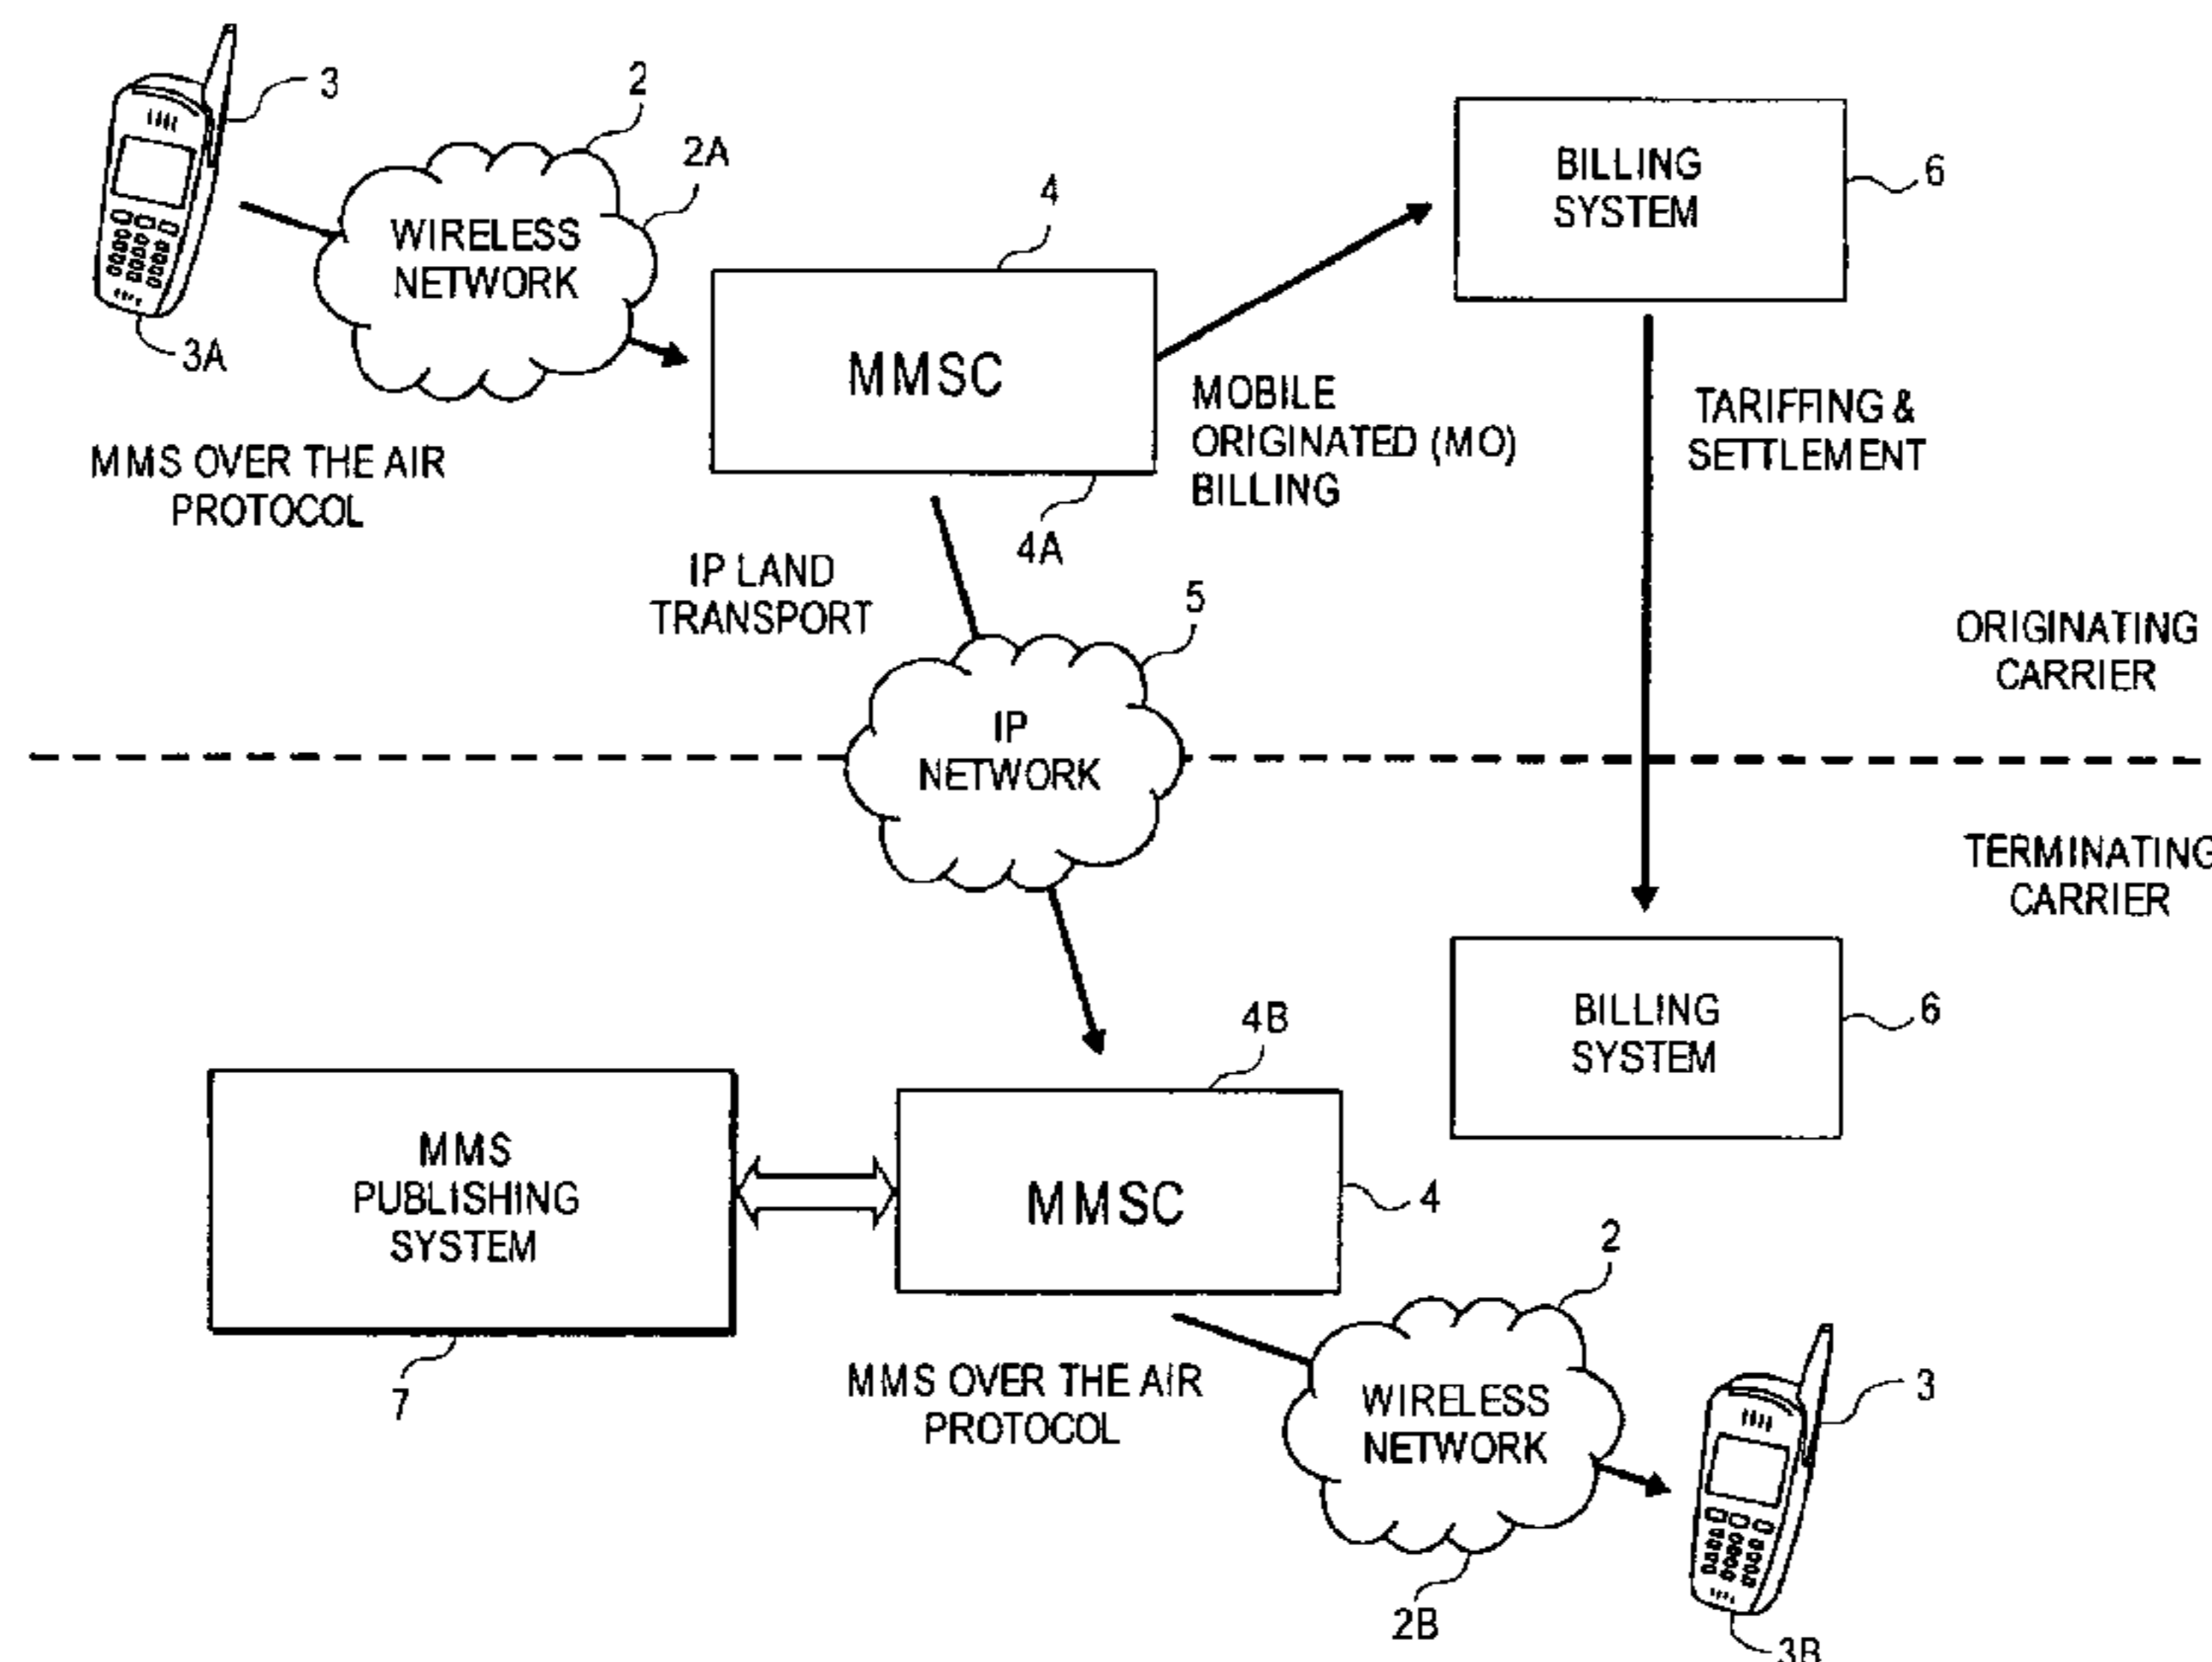 3
2
2A
WIRELESS
NETWORK
3A
MMS OVER THE AIR
PROTOCOL
4
MMSC
4A
BILLING
SYSTEM
6
MOBILE
ORIGINATED (MO)
BILLING
TARIFFING &
SETTLEMENT
IP LAND
TRANSPORT
5
IP
NETWORK
ORIGINATING
CARRIER
TERMINATING
CARRIER
BILLING
SYSTEM
6
4B
MMSC
4
MMS
PUBLISHING
SYSTEM
7
MMS OVER THE AIR
PROTOCOL
2
WIRELESS
NETWORK
2B
3
3B